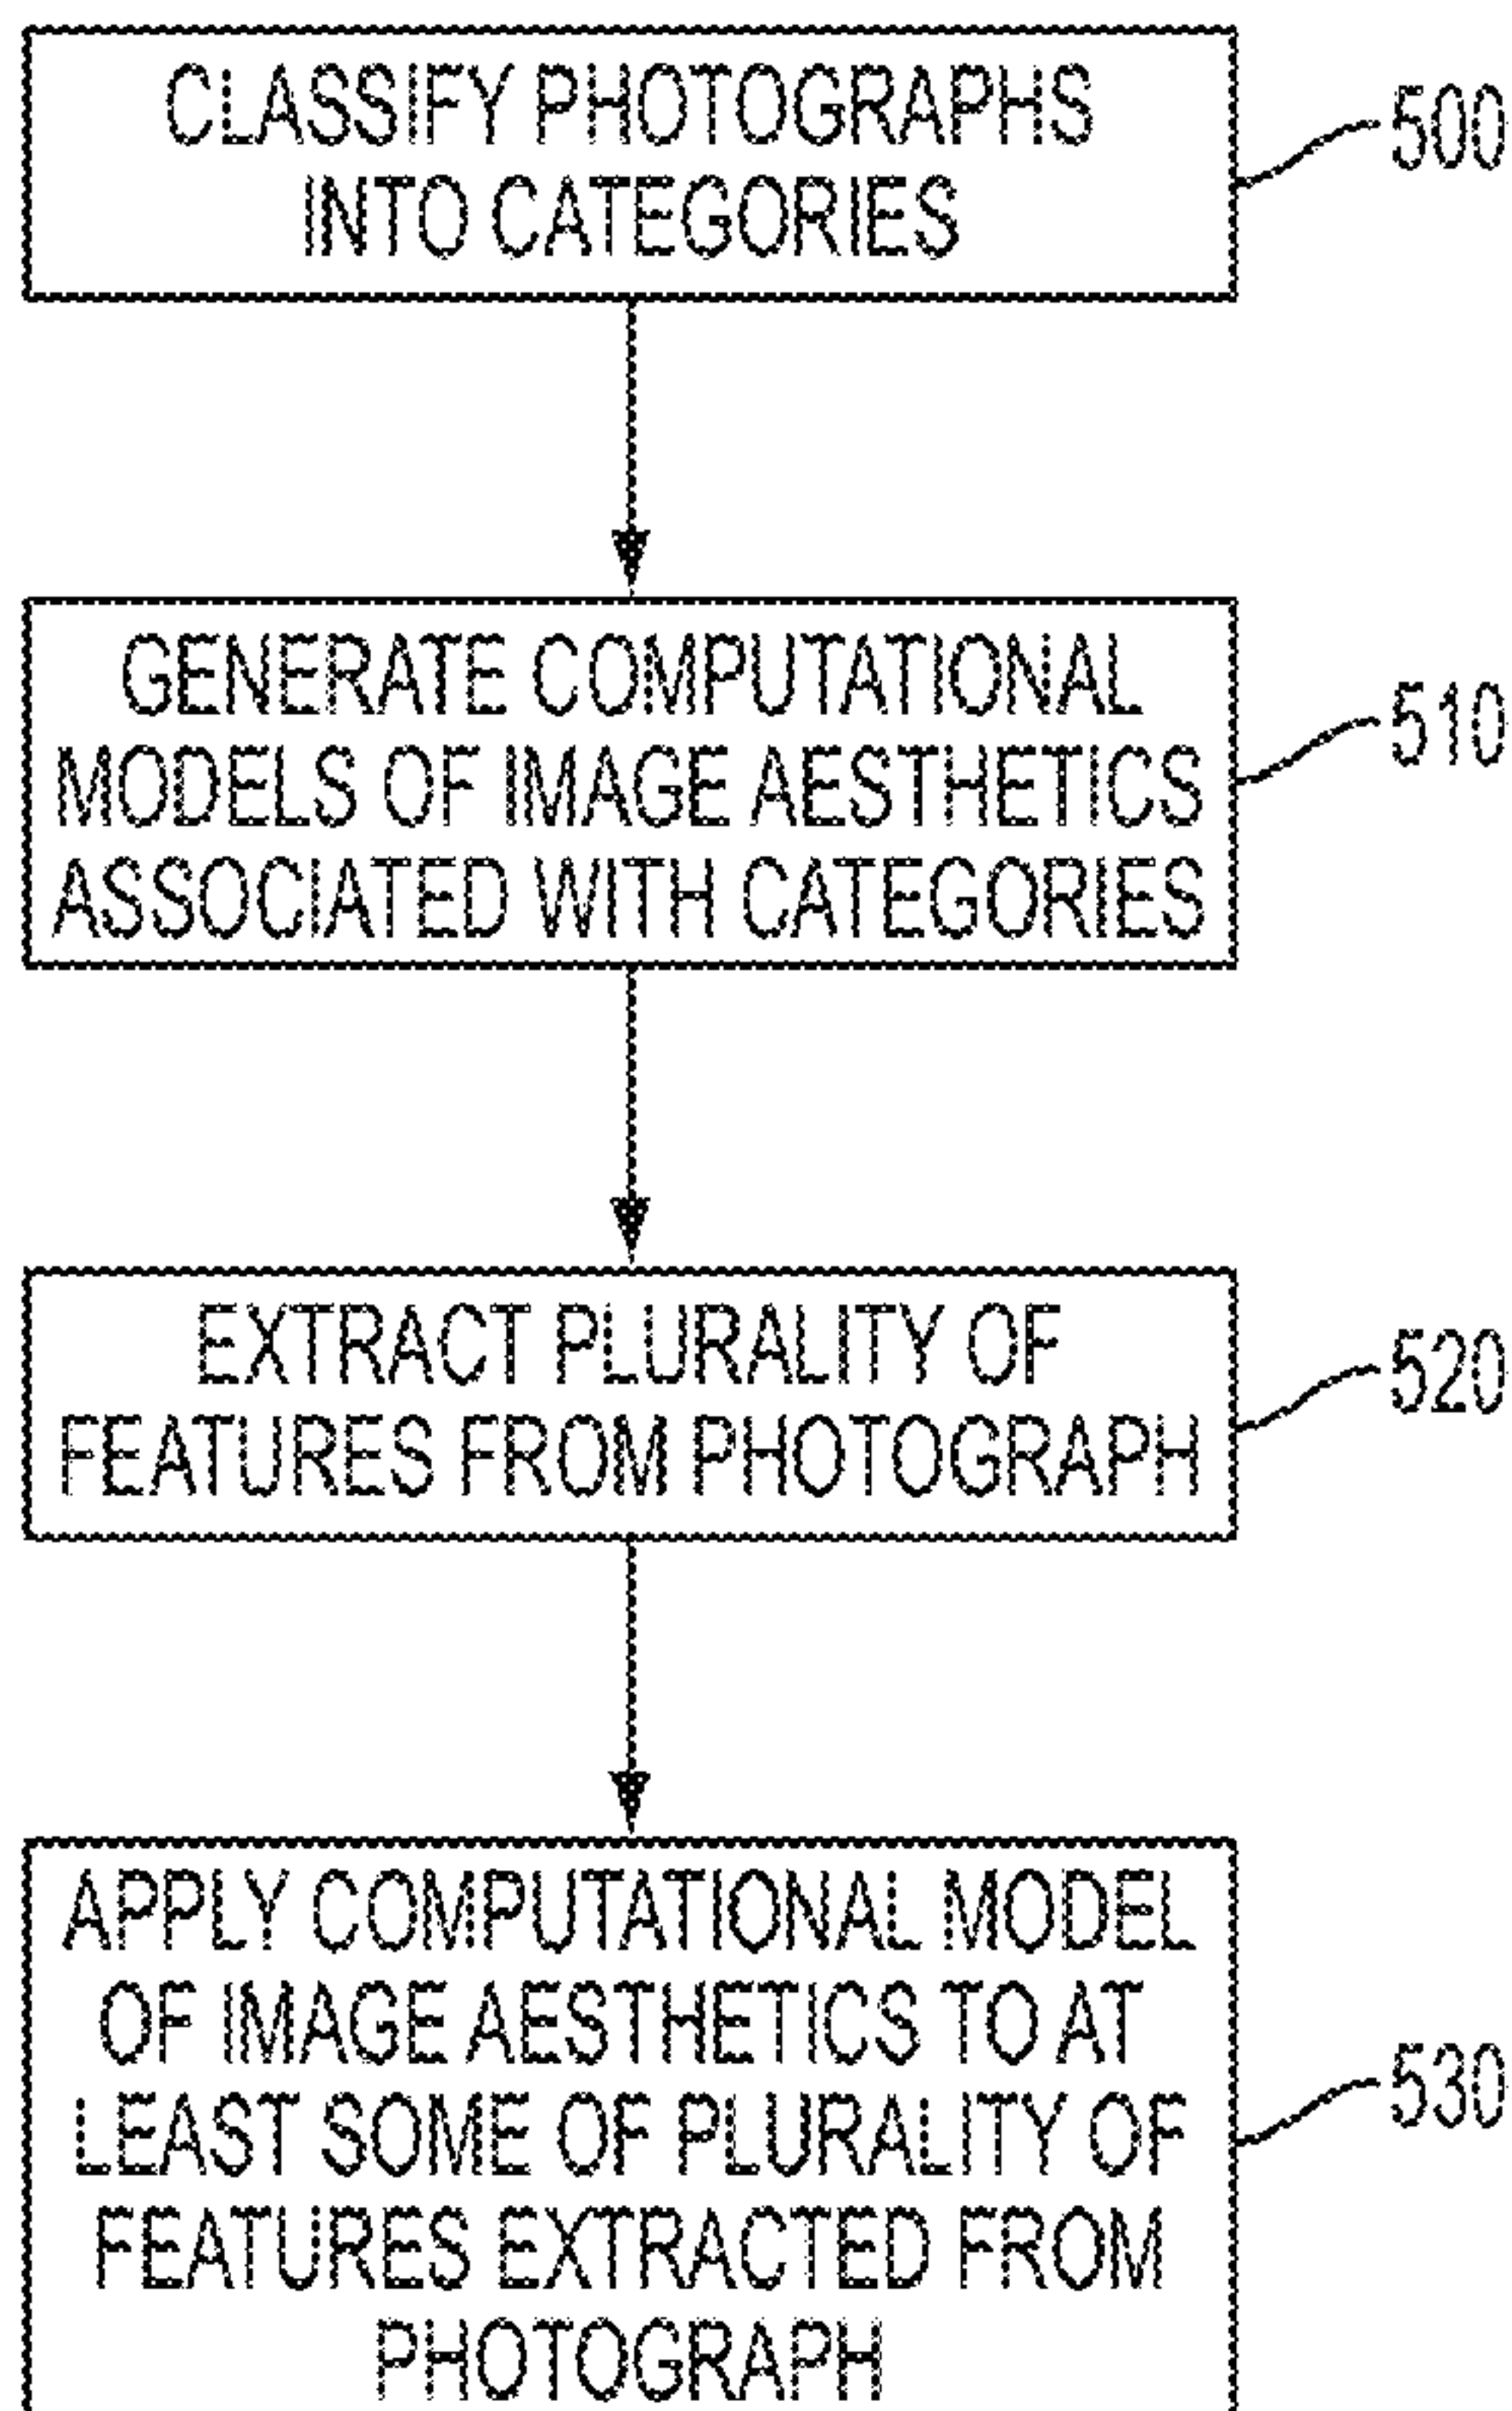 CLASSIFY PHOTOGRAPHS
INTO CATEGORIES
500
GENERATE COMPUTATIONAL
MODELS OF IMAGE AESTHETICS
ASSOCIATED WITH CATEGORIES
510
EXTRACT PLURALITY OF
FEATURES FROM PHOTOGRAPH
520
APPLY COMPUTATIONAL MODEL
OF IMAGE AESTHETICS TO AT
LEAST SOME OF PLURALITY OF
FEATURES EXTRACTED FROM
PHOTOGRAPH
530